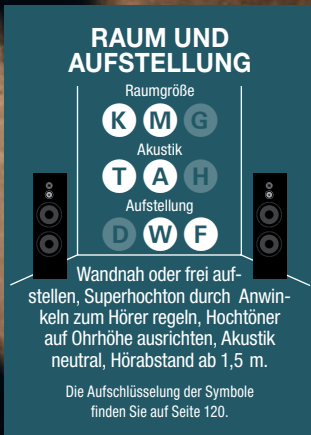 RAUM UND
AUFSTELLUNG
Raumgröße
K M G
Akustik
T A H
Aufstellung
D W F
Wandnah oder frei auf-
stellen, Superhochton durch Anwin-
keln zum Hörer regeln, Hochtöner
auf Ohrhöhe ausrichten, Akustik
neutral, Hörabstand ab 1,5 m.
Die Aufschlüsselung der Symbole
finden Sie auf Seite 120.